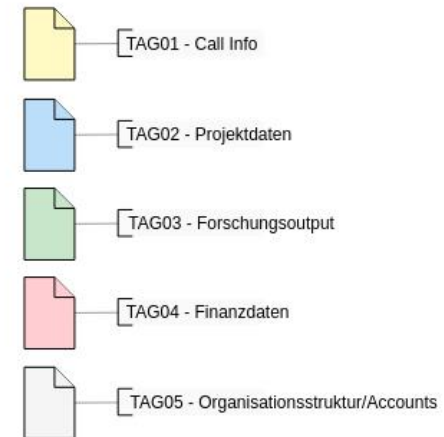 TAG01 - Call Info
TAG02 - Projektdaten
TAG03 - Forschungsoutput
TAG04 - Finanzdaten
TAG05 - Organisationsstruktur/Accounts